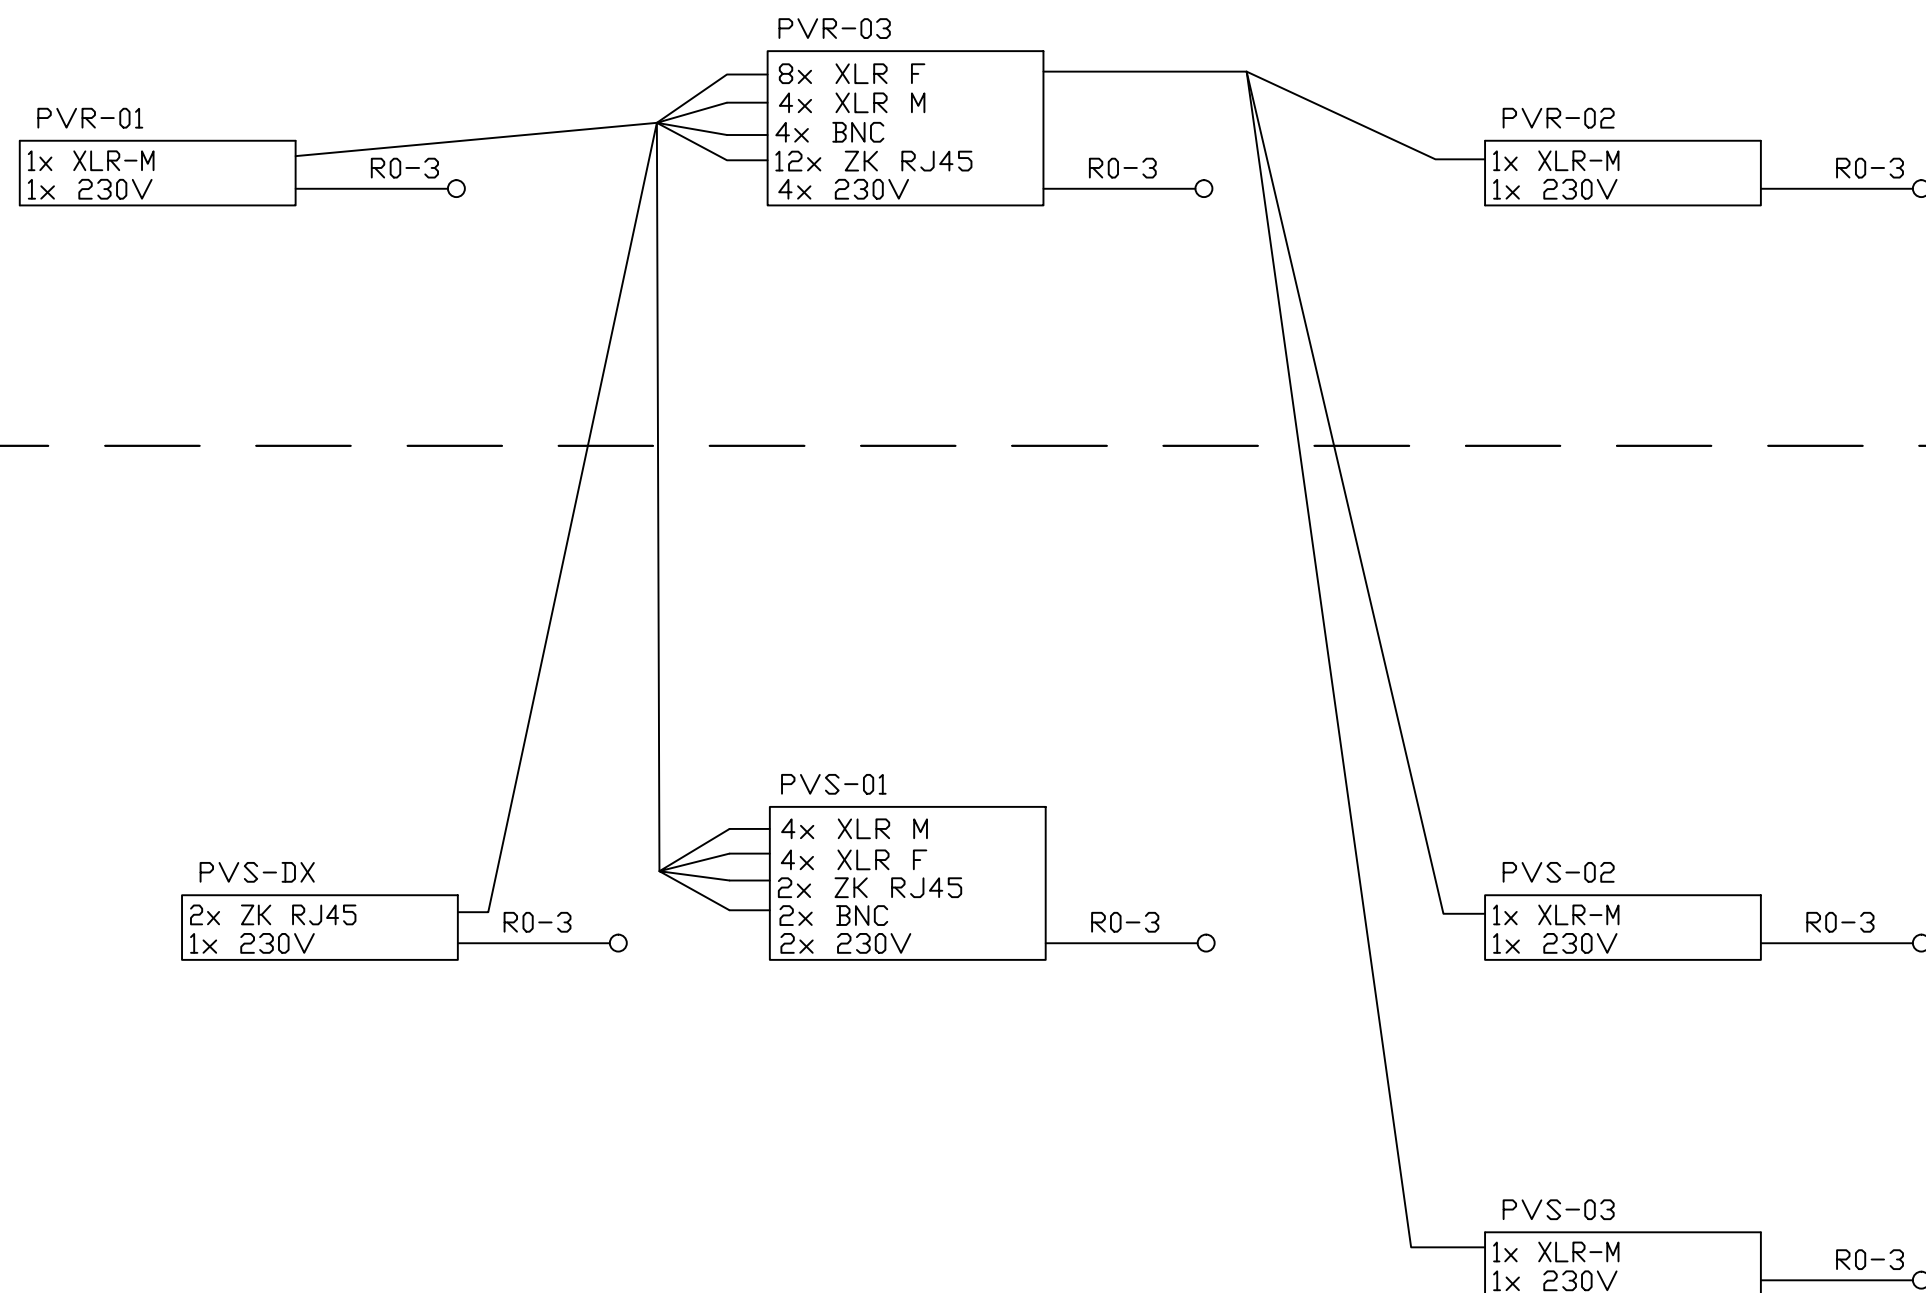 PVR-03
8x XLR F
4x XLR M
4x BNC
12x ZK RJ45
4x 230V
R0-3
PVR-01
1x XLR-M
1x 230V
R0-3
PVR-02
1x XLR-M
1x 230V
R0-3
PVS-01
4x XLR M
4x XLR F
2x ZK RJ45
2x BNC
2x 230V
R0-3
PVS-DX
2x ZK RJ45
1x 230V
R0-3
PVS-02
1x XLR-M
1x 230V
R0-3
PVS-03
1x XLR-M
1x 230V
R0-3